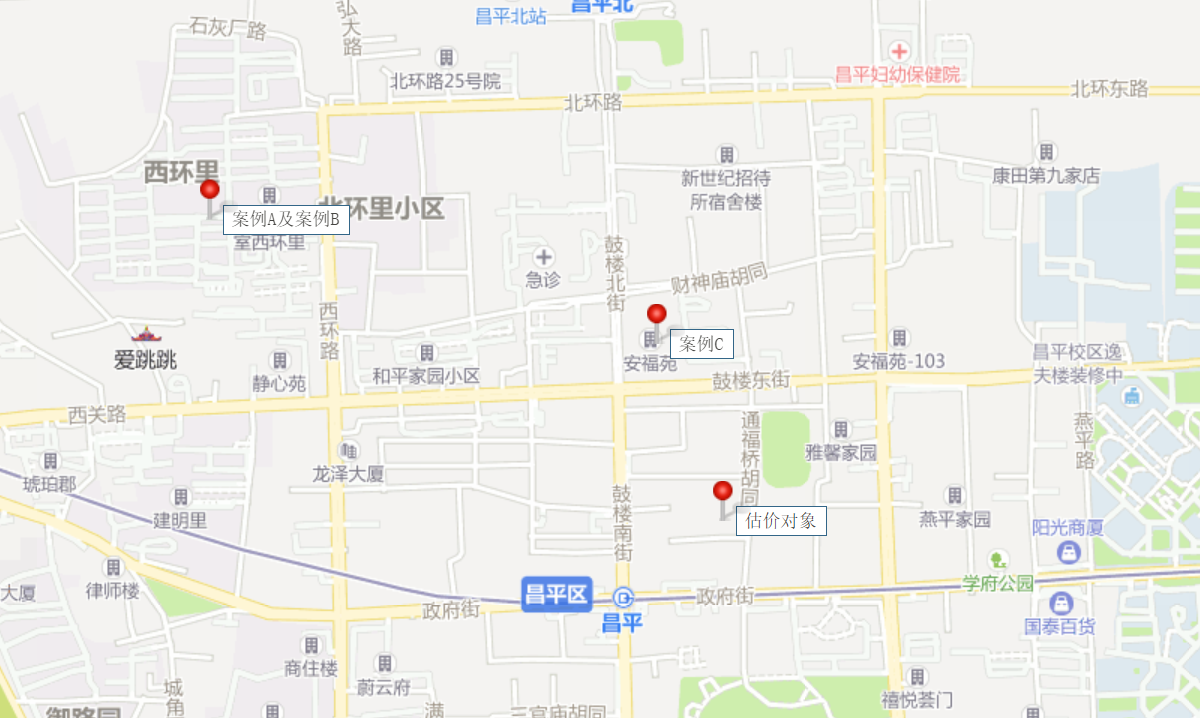 昌平北
昌平北站
弘大路
石灰厂路
昌平妇幼保健院
北环路25号院
北环路
北环东路
西环里
新世纪招待
所宿舍楼
康田第九家店
北环里小区
案例A及案例B
室西环里
鼓楼北街
急诊
财神庙胡同
西环路
案例C
安福苑
安福苑-103
昌平校区逸
夫楼装修中
爱跳跳
静心苑
和平家园小区
鼓楼东街
西关路
通福桥胡同
燕平路
雅馨家园
龙泽大厦
琥珀郡
建明里
鼓楼南街
估价对象
燕平家园
阳光商厦
律师楼
大厦
学府公园
昌平区
政府街
政府街
昌平
国泰百货
商住楼
蔚云府
禧悦荟门
城角
满
三官庙胡同
御路园